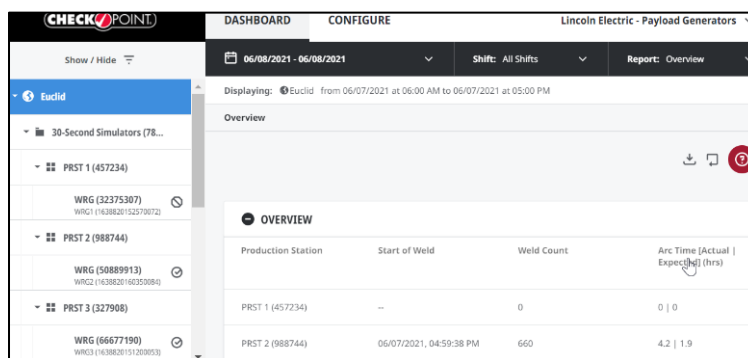 CHECKPOINT.
DASHBOARD CONFIGURE Lincoln Electric - Payload Generators
Show / Hide
06/08/2021 - 06/08/2021 Shift: All Shifts Report: Overview
Displaying: Euclid from 06/07/2021 at 06:00 AM to 06/07/2021 at 05:00 PM
Overview
Euclid
30-Second Simulators (78...
PRST 1 (457234)
WRG (32375307)
WRG1 (1638820152570072)
PRST 2 (988744)
WRG (50889913)
WRG2 (1638820160350084)
PRST 3 (327908)
WRG (66677190)
WRG3 (1638820151200053)
OVERVIEW
Production Station Start of Weld Weld Count Arc Time [Actual |
Expected] (hrs)
PRST 1 (457234) -- 0 0 | 0
PRST 2 (988744) 06/07/2021, 04:59:38 PM 660 4.2 | 1.9